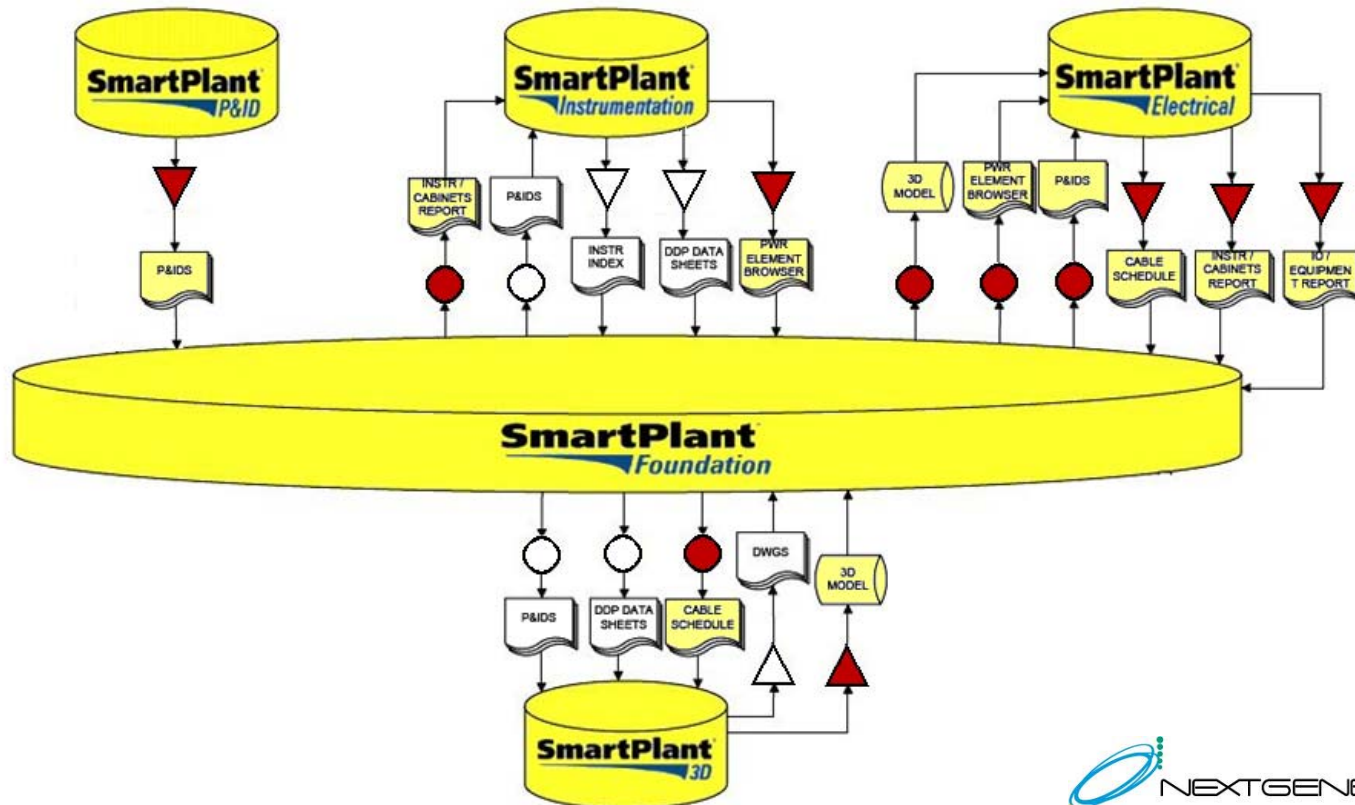 SmartPlant
P&ID
SmartPlant
Instrumentation
SmartPlant
Electrical
INSTR /
CABINETS
REPORT
P&IDS
3D
MODEL
PWR
ELEMENT
BROWSER
P&IDS
P&IDS
INSTR
INDEX
DDP DATA
SHEETS
PWR
ELEMENT
BROWSER
CABLE
SCHEDULE
INSTR /
CABINETS
REPORT
IO /
EQUIPMEN
T REPORT
SmartPlant
Foundation
P&IDS
DDP DATA
SHEETS
CABLE
SCHEDULE
DWGS
3D
MODEL
SmartPlant
3D
NEXTGENE